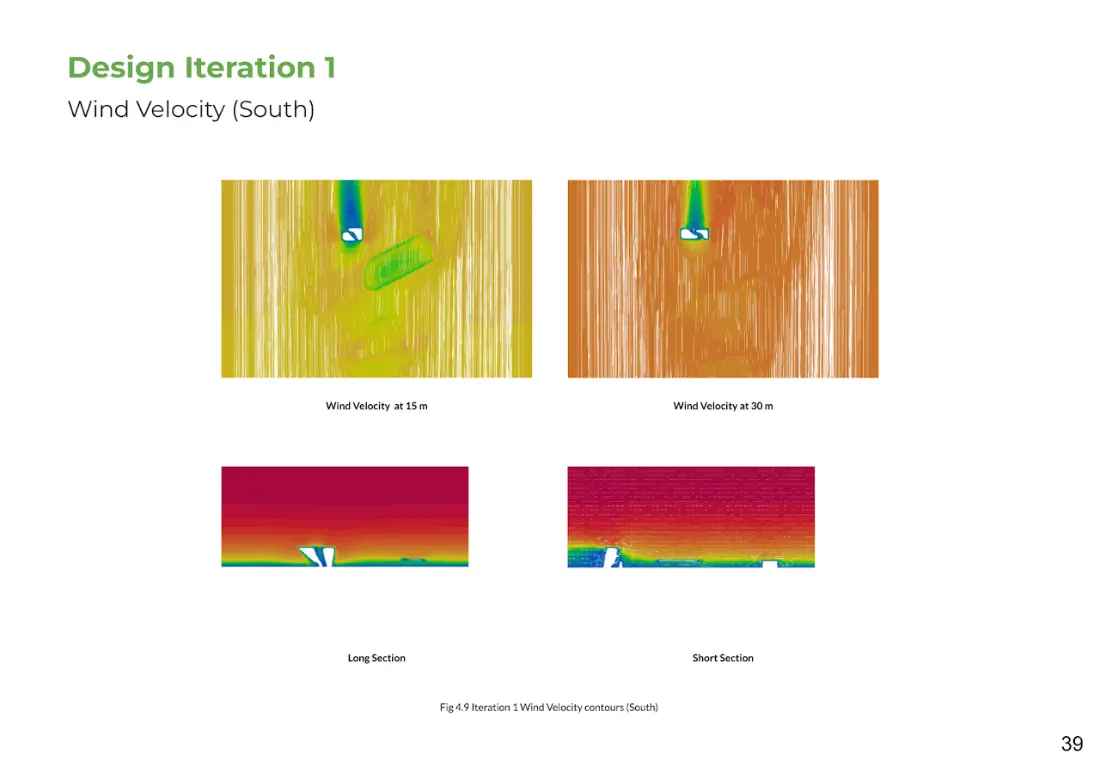 Design Iteration 1
Wind Velocity (South)
Wind Velocity at 15 m
Wind Velocity at 30 m
Long Section
Short Section
Fig 4.9 Iteration 1 Wind Velocity contours (South)
39